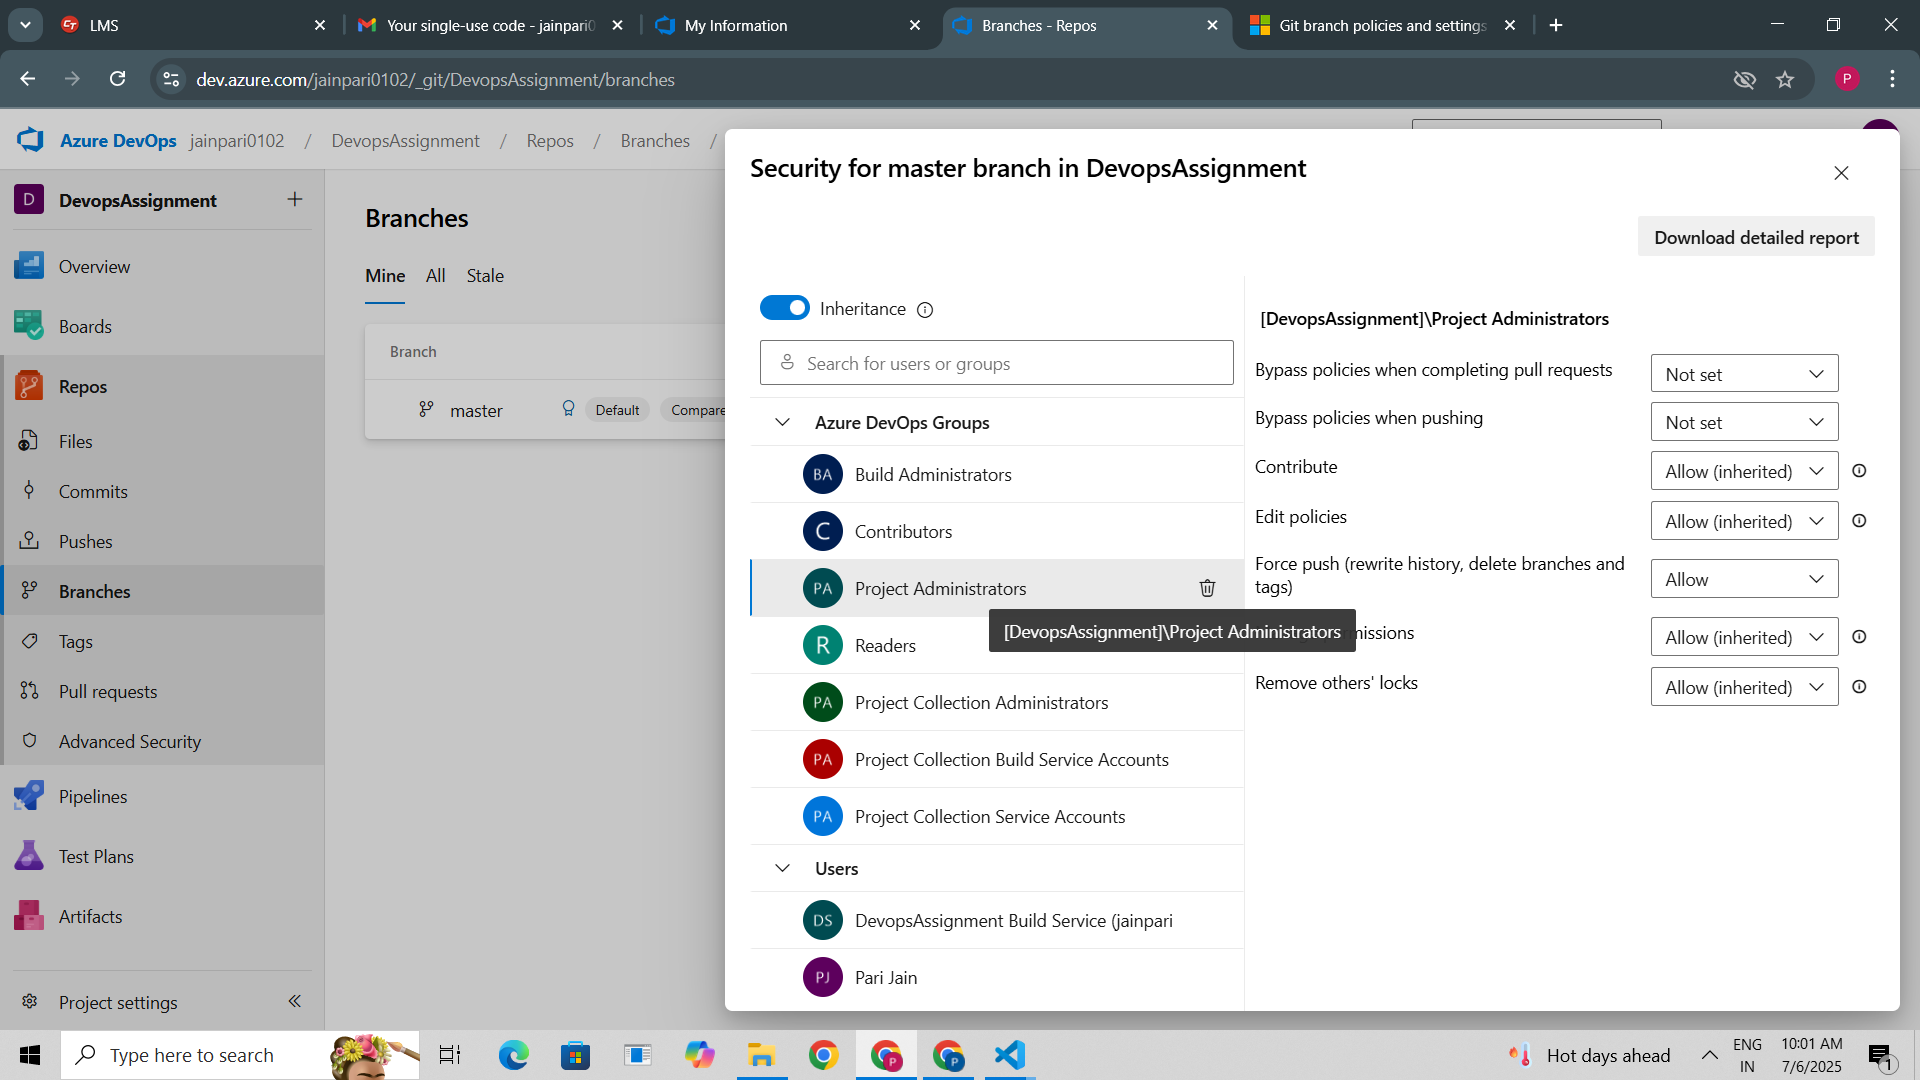 LMS
Your single-use code - jainpari0
My Information
Branches - Repos
Git branch policies and settings
dev.azure.com/jainpari0102/_git/DevopsAssignment/branches
P
Azure DevOps
jainpari0102 / DevopsAssignment / Repos / Branches /
D
DevopsAssignment
Overview
Boards
Repos
Files
Commits
Pushes
Branches
Tags
Pull requests
Advanced Security
Pipelines
Test Plans
Artifacts
Project settings
Branches
Mine
All
Stale
Branch
master
Default
Compare
Security for master branch in DevopsAssignment
Download detailed report
Inheritance
Search for users or groups
Azure DevOps Groups
BA Build Administrators
C Contributors
PA Project Administrators
R Readers
PA Project Collection Administrators
PA Project Collection Build Service Accounts
PA Project Collection Service Accounts
Users
DS DevopsAssignment Build Service (jainpari
PJ Pari Jain
[DevopsAssignment]\Project Administrators
[DevopsAssignment]\Project Administrators
Bypass policies when completing pull requests
Not set
Bypass policies when pushing
Not set
Contribute
Allow (inherited)
Edit policies
Allow (inherited)
Force push (rewrite history, delete branches and
tags)
Allow
missions
Allow (inherited)
Remove others' locks
Allow (inherited)
Type here to search
P
P
Hot days ahead
ENG
IN
10:01 AM
7/6/2025
1